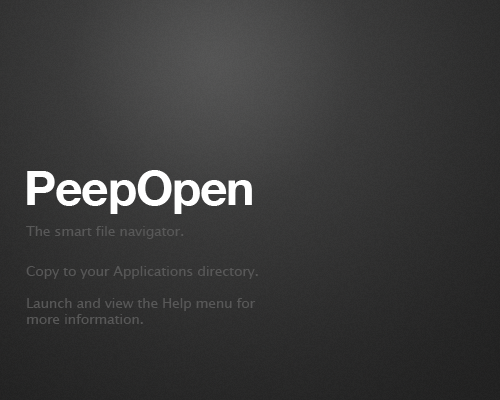 PeepOpen
The smart file navigator.
Copy to your Applications directory.
Launch and view the Help menu for
more information.